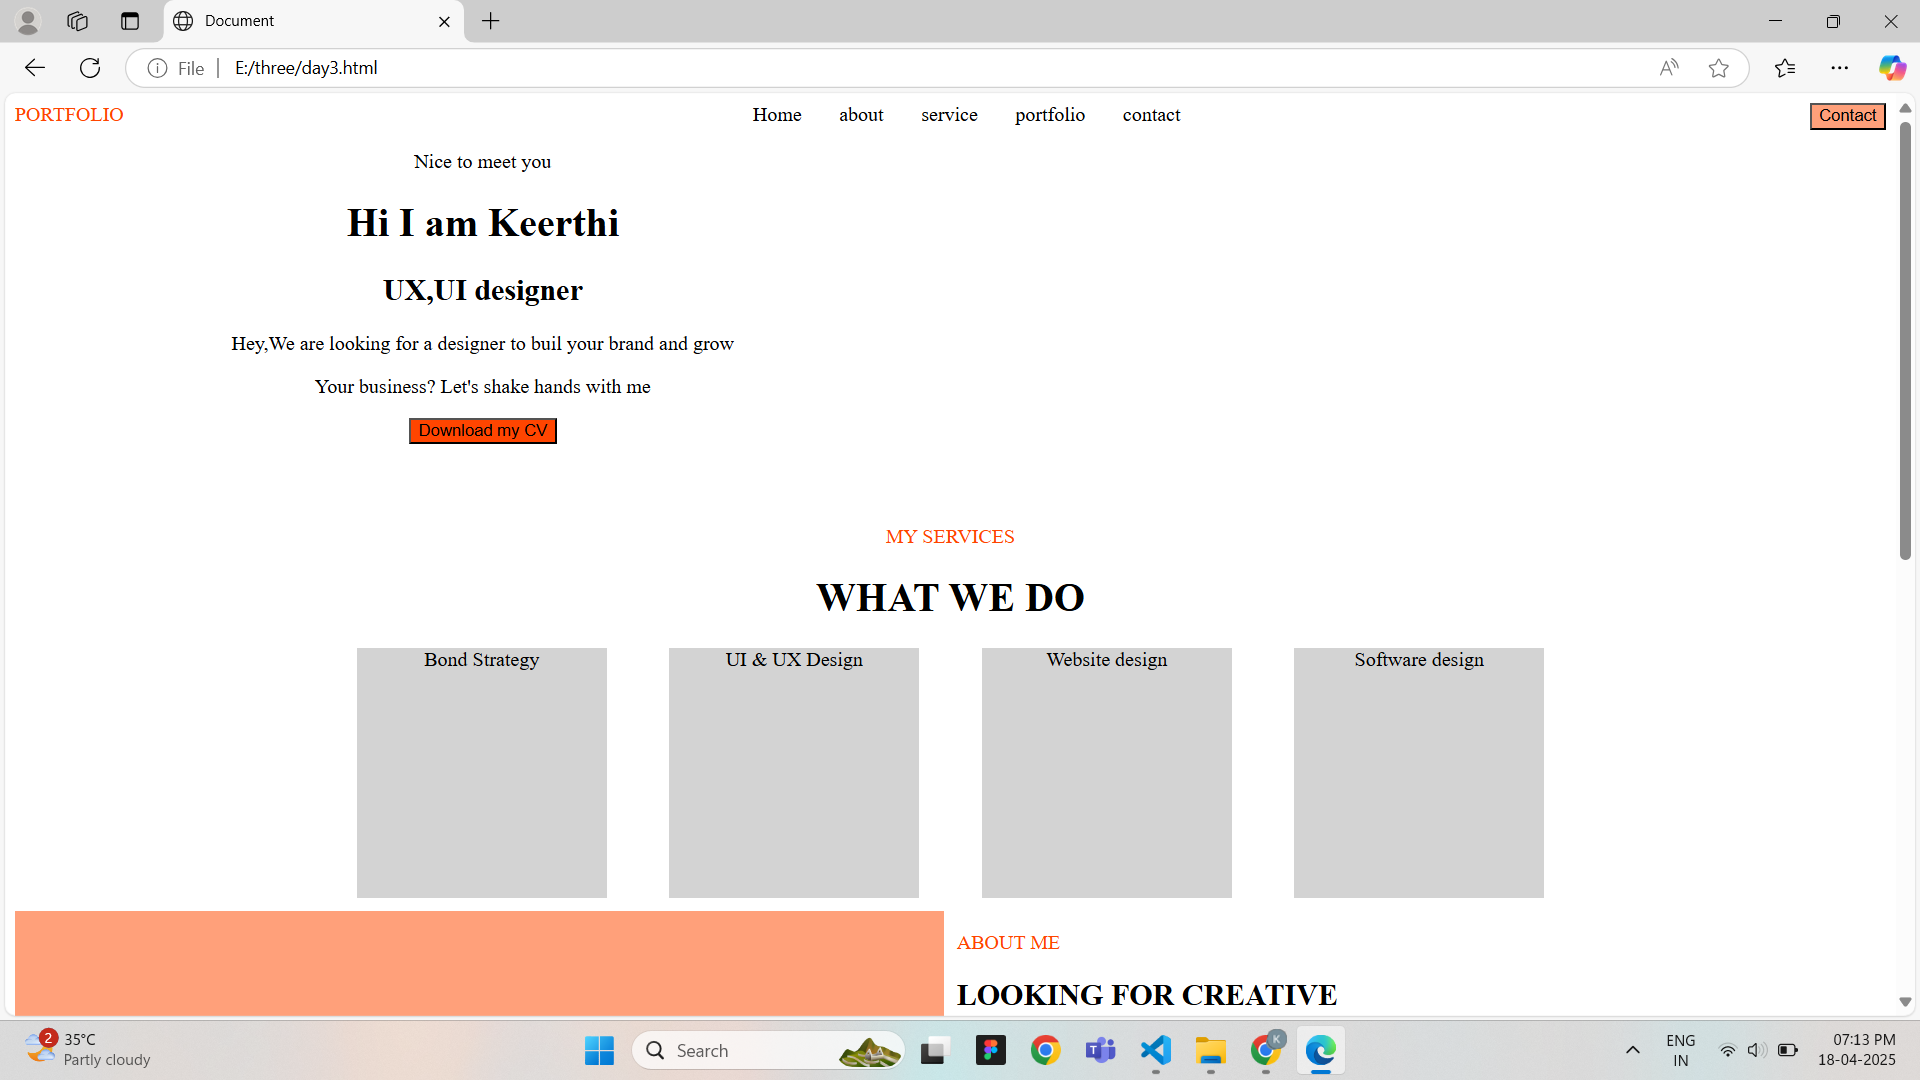 Document
File
E:/three/day3.html
PORTFOLIO
Home about service portfolio contact
Contact
Nice to meet you
Hi I am Keerthi
UX,UI designer
Hey,We are looking for a designer to buil your brand and grow
Your business? Let's shake hands with me
Download my CV
MY SERVICES
WHAT WE DO
Bond Strategy
UI & UX Design
Website design
Software design
ABOUT ME
LOOKING FOR CREATIVE
2
35°C
Partly cloudy
Search
K
ENG
IN
07:13 PM
18-04-2025